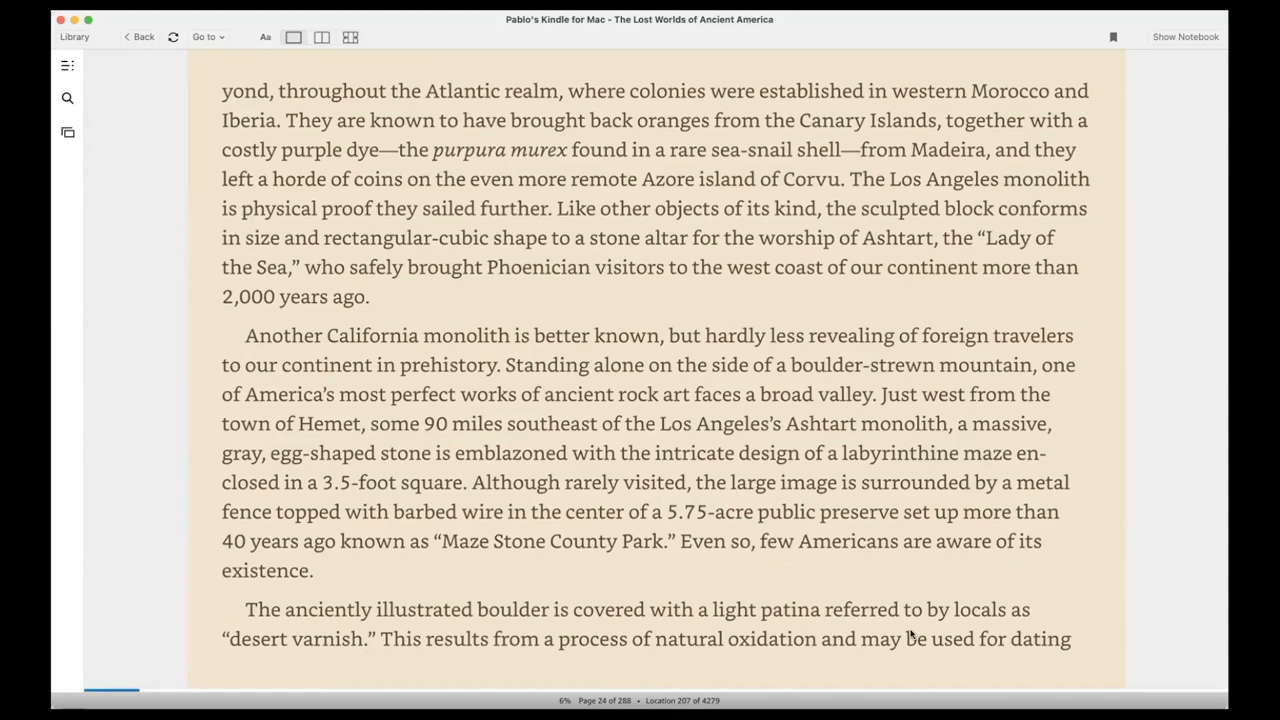 Pablo's Kindle for Mac - The Lost Worlds of Ancient America
Library
Back
Go to
Aa
Show Notebook
yond, throughout the Atlantic realm, where colonies were established in western Morocco and
Iberia. They are known to have brought back oranges from the Canary Islands, together with a
costly purple dye—the purpura murex found in a rare sea-snail shell—from Madeira, and they
left a horde of coins on the even more remote Azore island of Corvu. The Los Angeles monolith
is physical proof they sailed further. Like other objects of its kind, the sculpted block conforms
in size and rectangular-cubic shape to a stone altar for the worship of Ashtart, the “Lady of
the Sea,” who safely brought Phoenician visitors to the west coast of our continent more than
2,000 years ago.
Another California monolith is better known, but hardly less revealing of foreign travelers
to our continent in prehistory. Standing alone on the side of a boulder-strewn mountain, one
of America’s most perfect works of ancient rock art faces a broad valley. Just west from the
town of Hemet, some 90 miles southeast of the Los Angeles’s Ashtart monolith, a massive,
gray, egg-shaped stone is emblazoned with the intricate design of a labyrinthine maze en-
closed in a 3.5-foot square. Although rarely visited, the large image is surrounded by a metal
fence topped with barbed wire in the center of a 5.75-acre public preserve set up more than
40 years ago known as “Maze Stone County Park.” Even so, few Americans are aware of its
existence.
The anciently illustrated boulder is covered with a light patina referred to by locals as
“desert varnish.” This results from a process of natural oxidation and may be used for dating
6% Page 24 of 288 • Location 207 of 4279